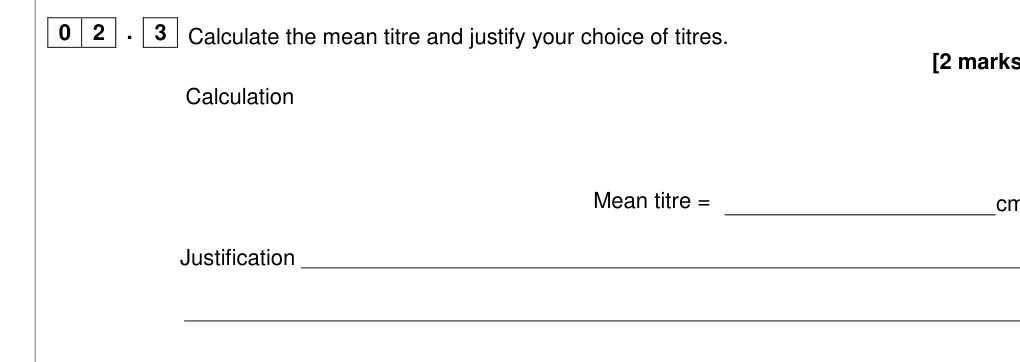 0 2 . 3 Calculate the mean titre and justify your choice of titres.
[2 marks
Calculation
Mean titre = cm
Justification